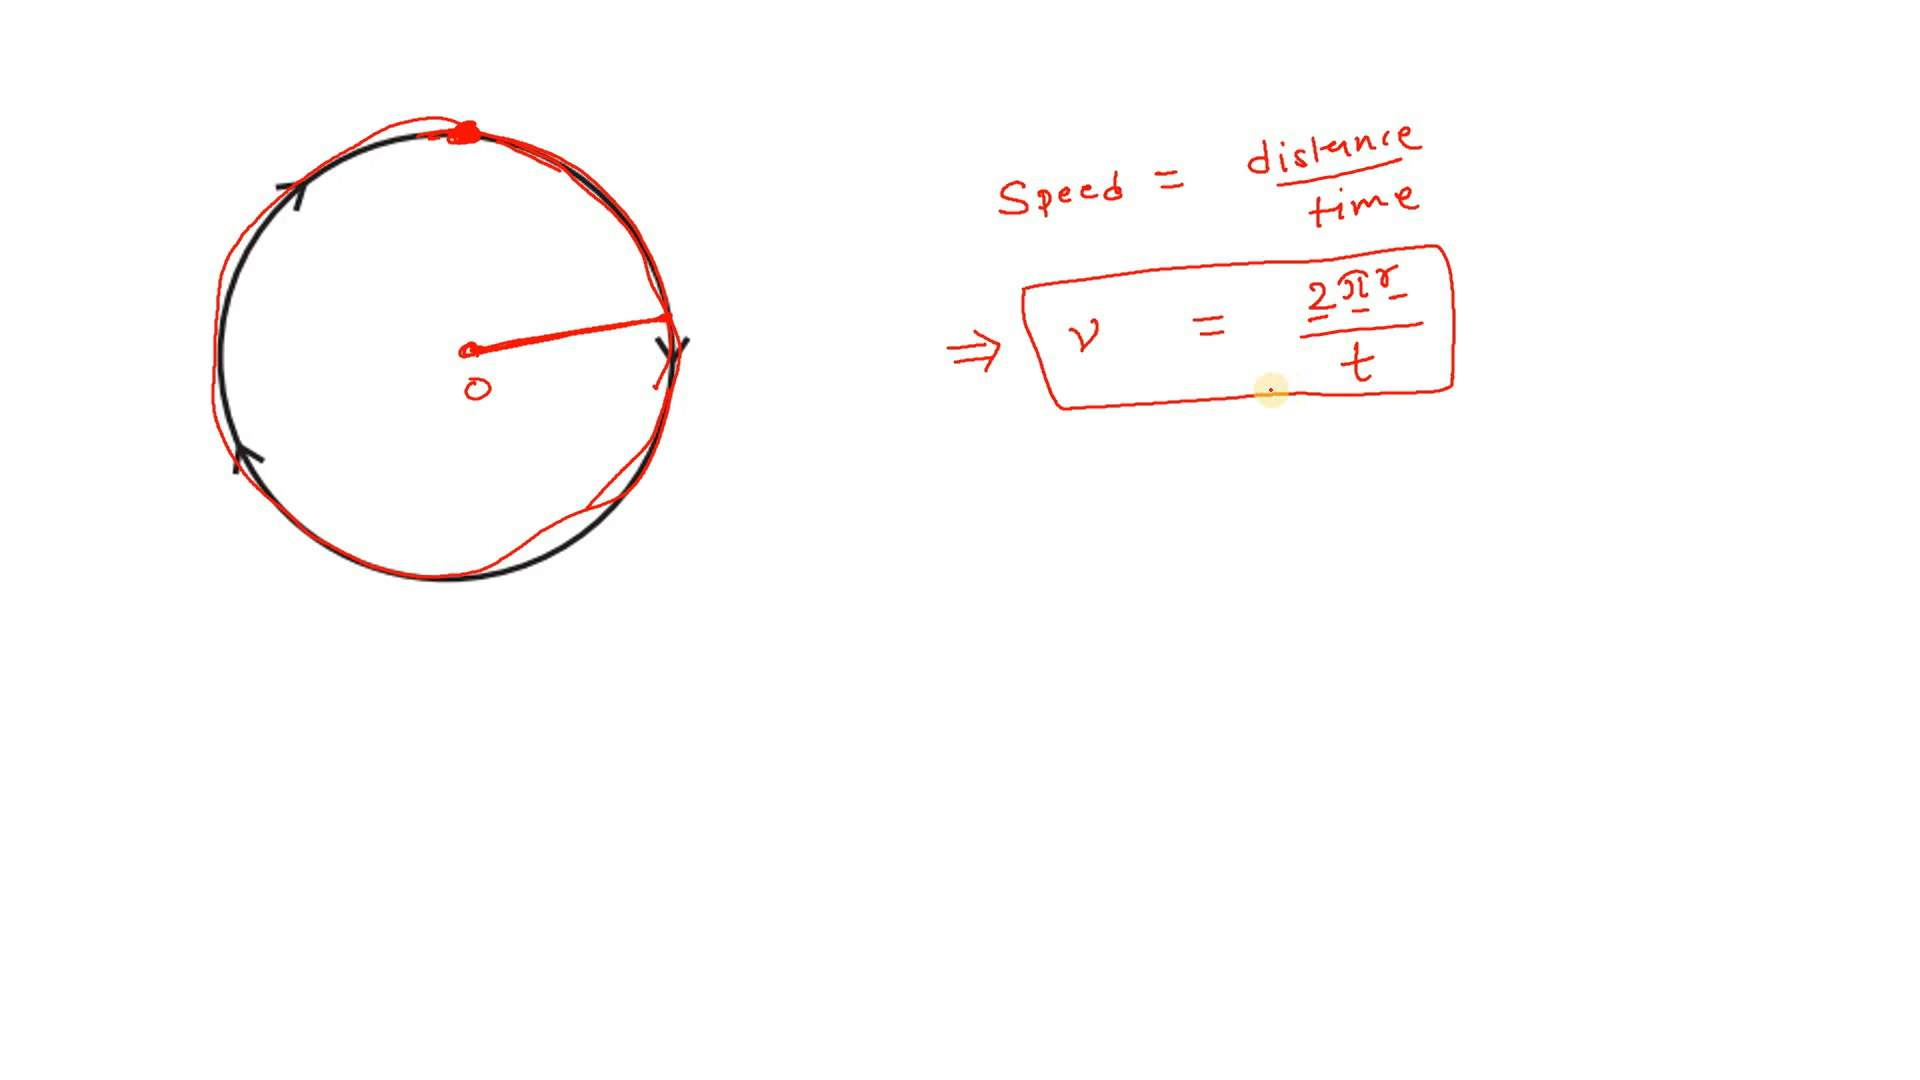 Speed = distance/time
⇒ v = 2πr/t
O